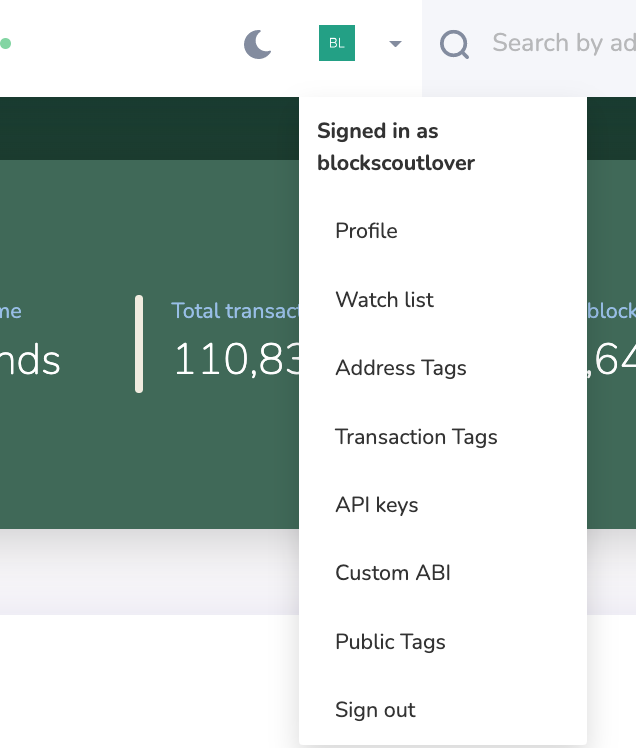 BL
Search by ad
Signed in as
blockscoutlover
Profile
Watch list
Address Tags
Transaction Tags
API keys
Custom ABI
Public Tags
Sign out
me
nds
Total transact
110,83
block
,64